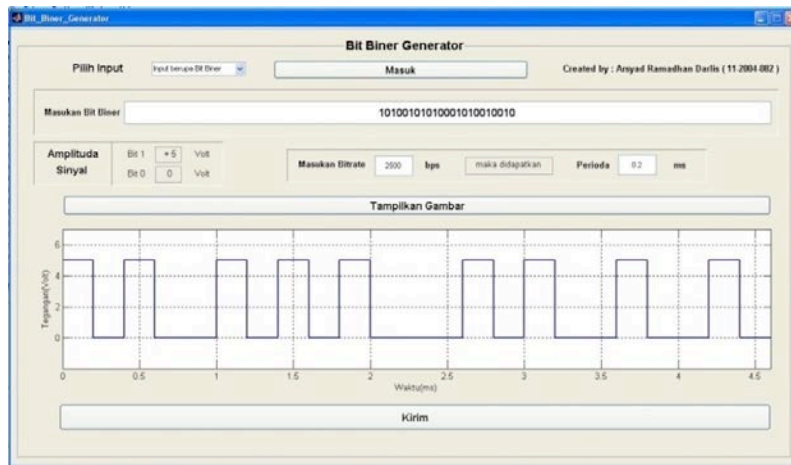 Bit_Biner_Generator
Bit Biner Generator
Pilih Input
Input berupa Bit Biner
Masuk
Created by : Arsyad Ramadhan Darlis ( 11-2004-082 )
Masukan Bit Biner
10100101010001010010010
Amplituda Sinyal
Bit 1 +5 Volt
Bit 0 0 Volt
Masukan Bitrate
bps
maka didapatkan
Perioda 0.2 ms
Tampilkan Gambar
Tegangan(Volt)
6
4
2
0
0 0.5 1 1.5 2 2.5 3 3.5 4 4.5
Waktu(ms)
Kirim